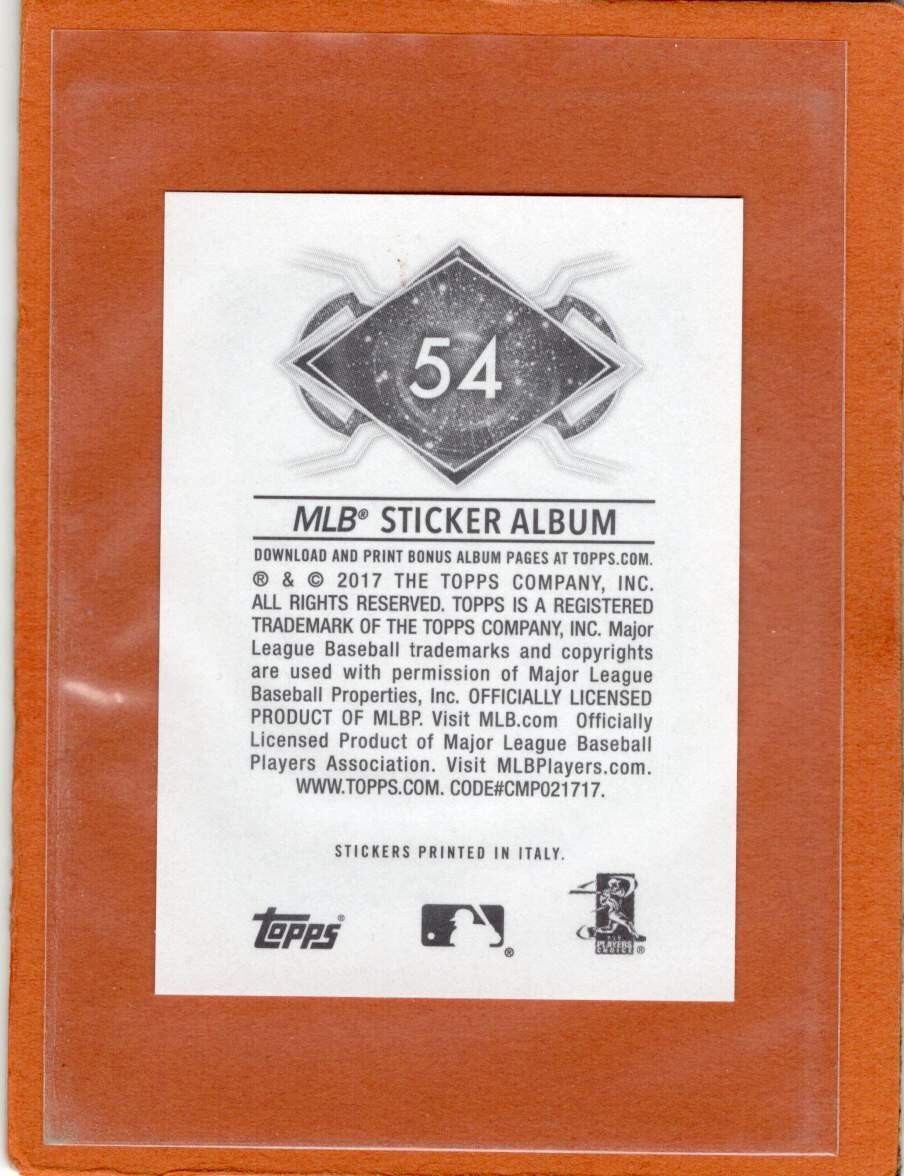 54
MLB® STICKER ALBUM
DOWNLOAD AND PRINT BONUS ALBUM PAGES AT TOPPS.COM.
® & © 2017 THE TOPPS COMPANY, INC.
ALL RIGHTS RESERVED. TOPPS IS A REGISTERED
TRADEMARK OF THE TOPPS COMPANY, INC. Major
League Baseball trademarks and copyrights
are used with permission of Major League
Baseball Properties, Inc. OFFICIALLY LICENSED
PRODUCT OF MLBP. Visit MLB.com Officially
Licensed Product of Major League Baseball
Players Association. Visit MLBPlayers.com.
WWW.TOPPS.COM. CODE#CMP021717.
STICKERS PRINTED IN ITALY.
topps® ®
PLAYERS
CHOICE ®